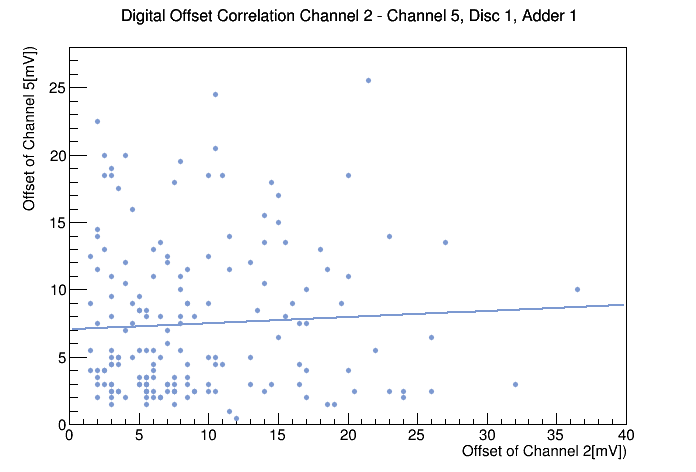 Digital Offset Correlation Channel 2 - Channel 5, Disc 1, Adder 1
Offset of Channel 5[mV])
25
20
15
10
5
0
0 5 10 15 20 25 30 35 40
Offset of Channel 2[mV])